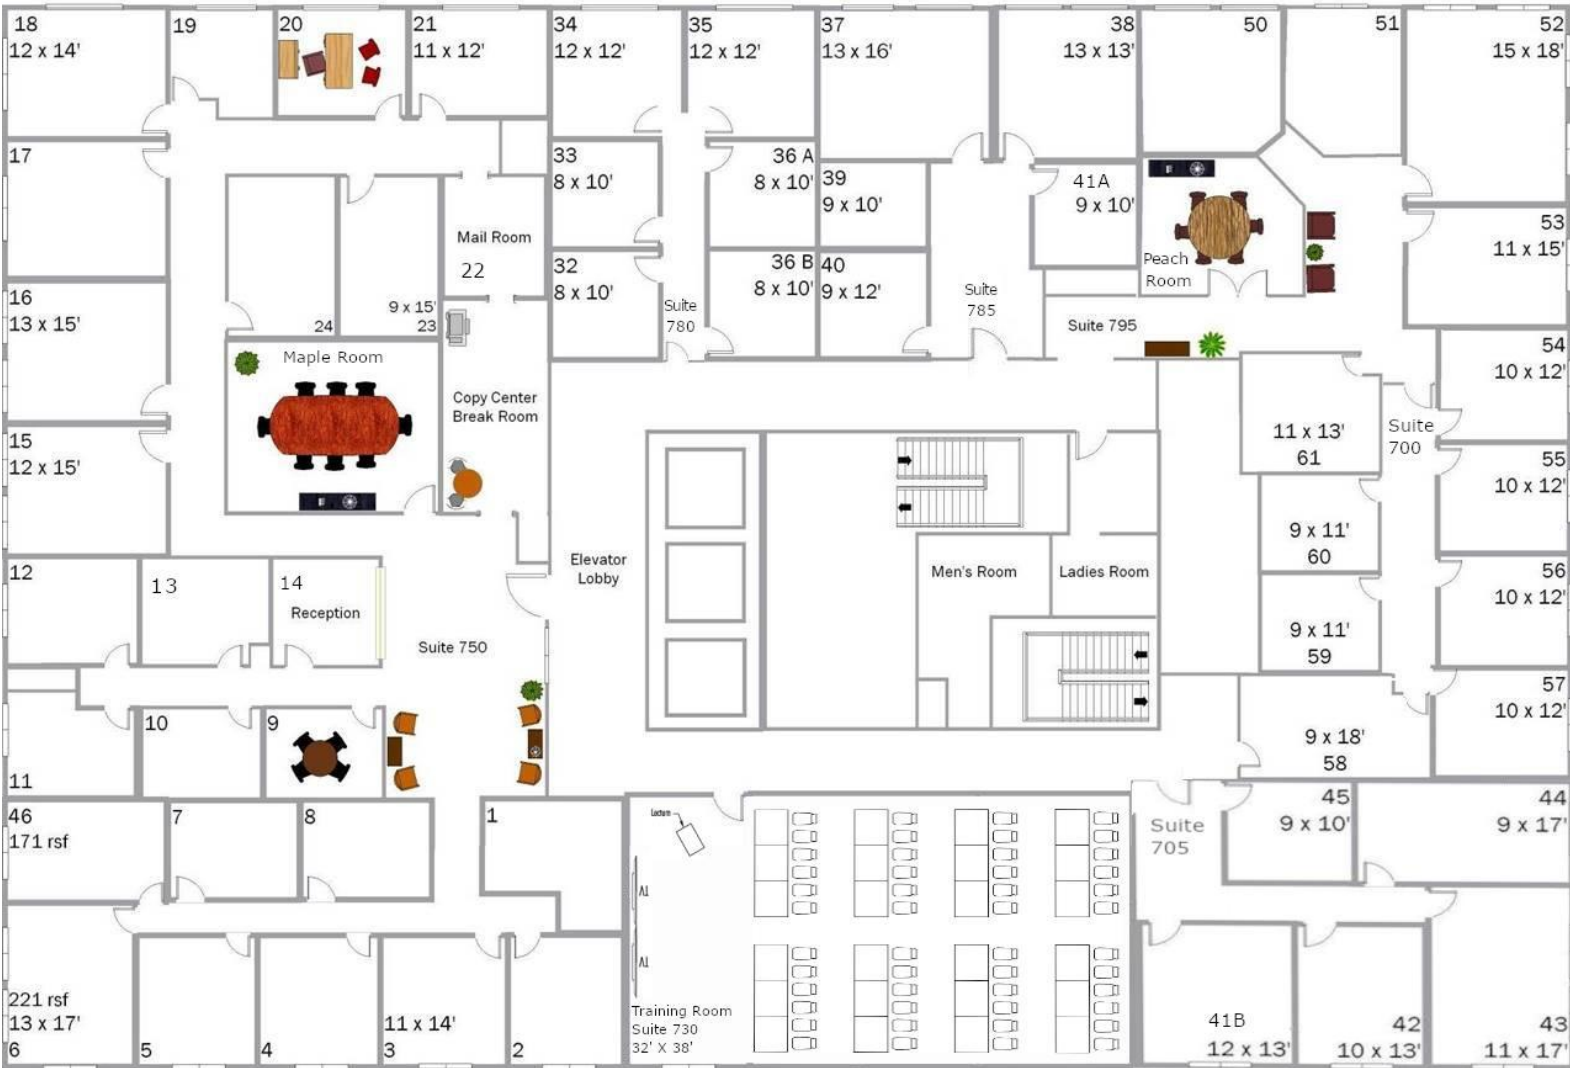 18
12 x 14'
19
20
21
11 x 12'
34
12 x 12'
35
12 x 12'
37
13 x 16'
38
13 x 13'
50
51
52
15 x 18'
17
33
8 x 10'
36 A
8 x 10'
39
9 x 10'
41A
9 x 10'
53
11 x 15'
Mail Room
22
32
8 x 10'
36 B
8 x 10'
40
9 x 12'
Peach
Room
16
13 x 15'
24
9 x 15'
23
Suite
780
Suite
785
Suite 795
54
10 x 12'
Maple Room
Copy Center
Break Room
15
12 x 15'
11 x 13'
61
Suite
700
55
10 x 12'
9 x 11'
60
12
13
14
Reception
Elevator
Lobby
Men's Room
Ladies Room
56
10 x 12'
9 x 11'
59
Suite 750
57
10 x 12'
11
10
9
9 x 18'
58
46
171 rsf
7
8
1
Lectern
TV
TV
Suite
705
45
9 x 10'
44
9 x 17'
221 rsf
13 x 17'
6
5
4
11 x 14'
3
2
Training Room
Suite 730
32' X 38'
41B
12 x 13'
42
10 x 13'
43
11 x 17'